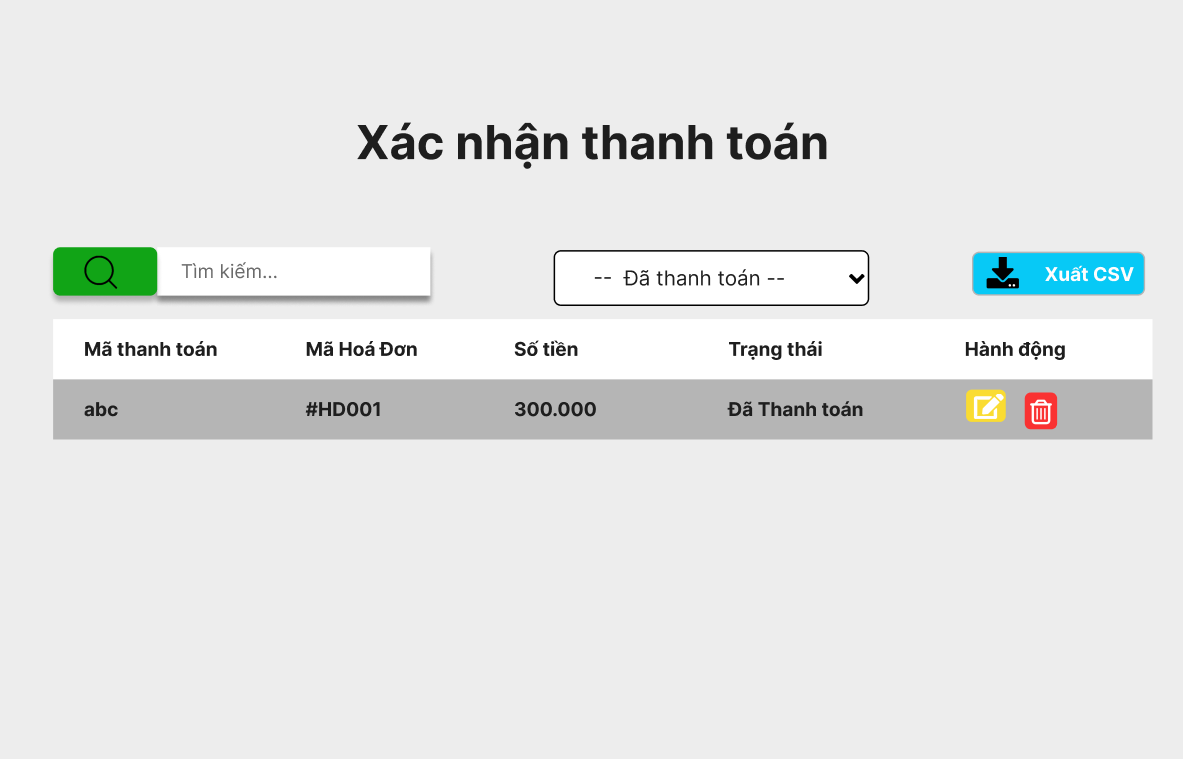 Xác nhận thanh toán
Tìm kiếm...
-- Đã thanh toán --
Xuất CSV
Mã thanh toán Mã Hoá Đơn Số tiền Trạng thái Hành động
abc #HD001 300.000 Đã Thanh toán